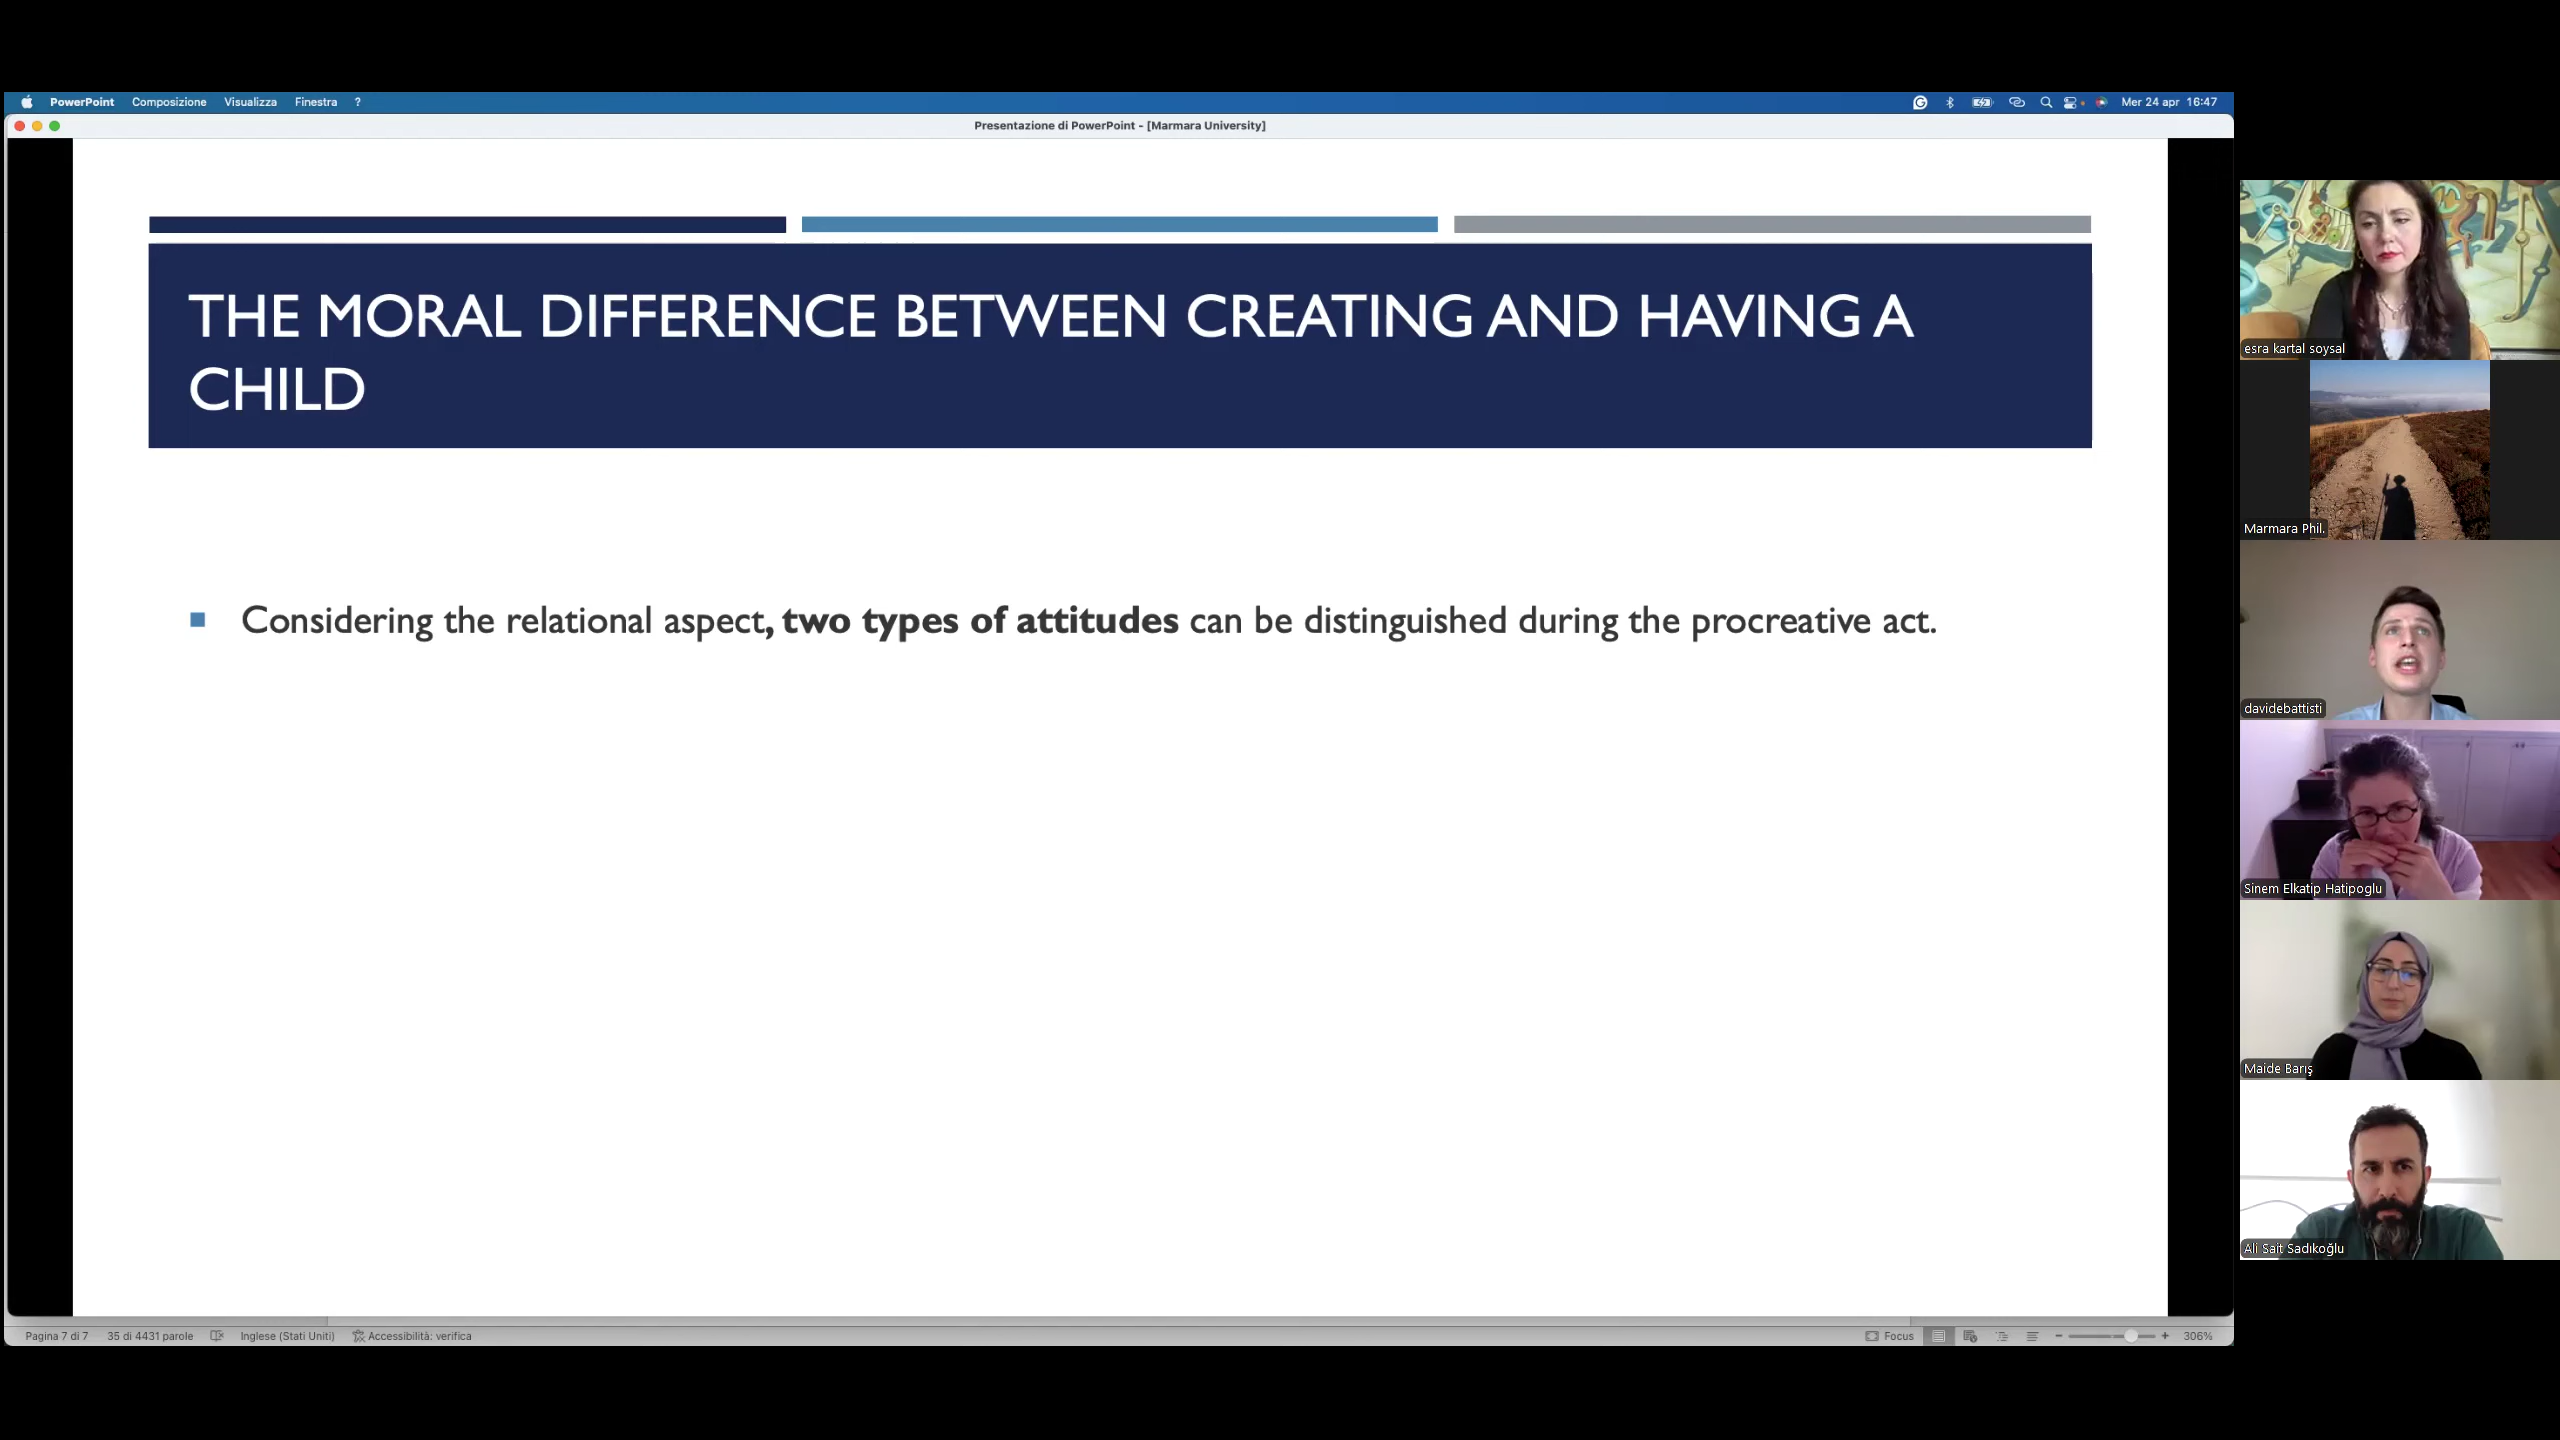 PowerPoint Composizione Visualizza Finestra ? Mer 24 apr 16:47
Presentazione di PowerPoint - [Marmara University]
THE MORAL DIFFERENCE BETWEEN CREATING AND HAVING A
CHILD
Considering the relational aspect, two types of attitudes can be distinguished during the procreative act.
Pagina 7 di 7 35 di 4431 parole Inglese (Stati Uniti) Accessibilità: verifica Focus 306%
esra kartal soysal
Marmara Phil.
davidebattisti
Sinem Elkatip Hatipoglu
Maide Barış
Ali Sait Sadıkoğlu